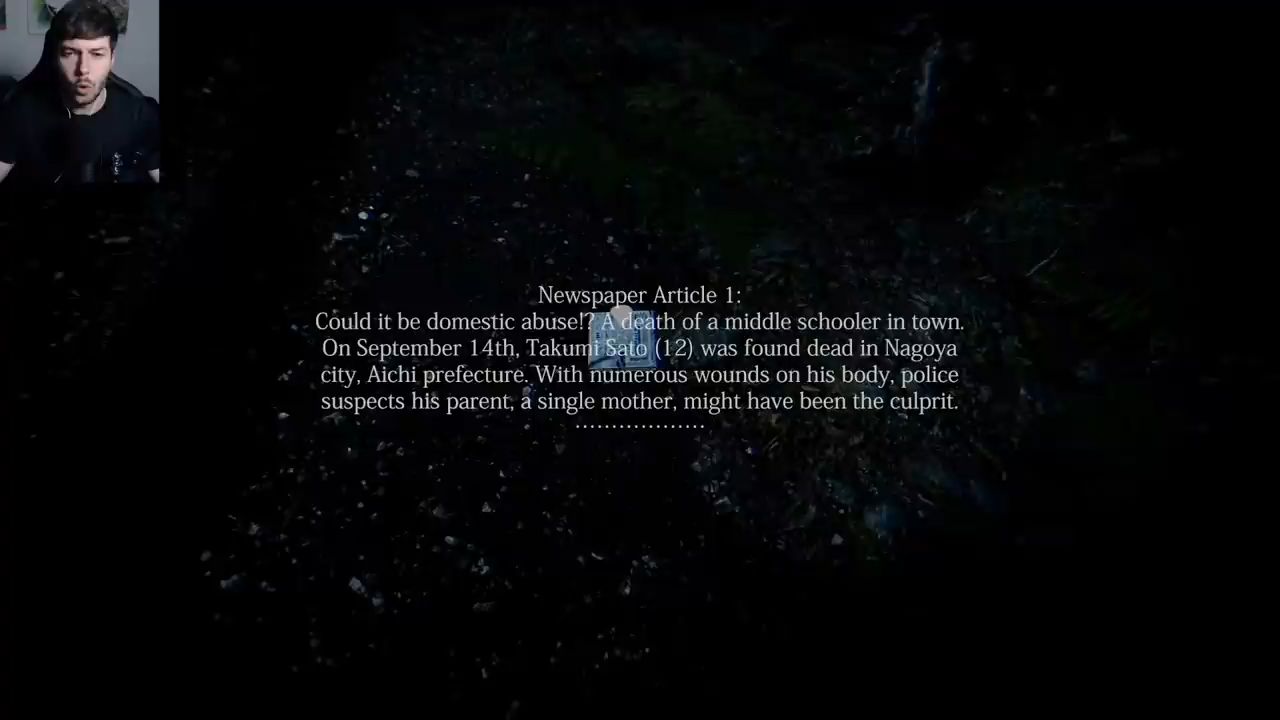 Newspaper Article 1:
Could it be domestic abuse!? A death of a middle schooler in town.
On September 14th, Takumi Sato (12) was found dead in Nagoya
city, Aichi prefecture. With numerous wounds on his body, police
suspects his parent, a single mother, might have been the culprit.
..................